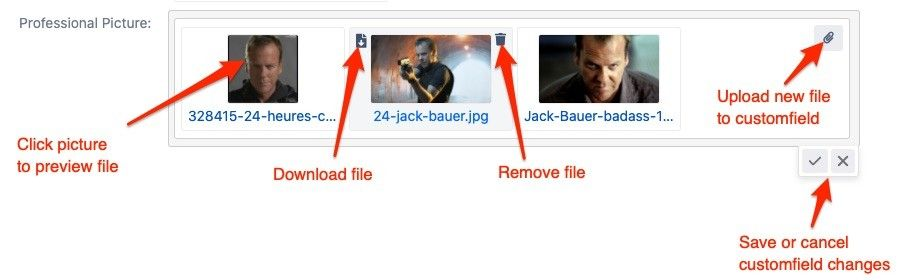 Professional Picture:
328415-24-heures-c...
24-jack-bauer.jpg
Jack-Bauer-badass-1...
Click picture
to preview file
Download file
Remove file
Upload new file
to customfield
Save or cancel
customfield changes